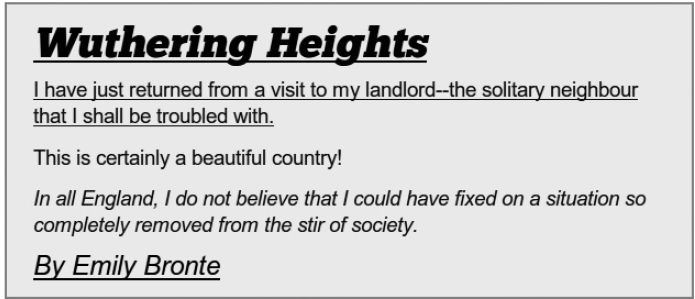 Wuthering Heights
I have just returned from a visit to my landlord--the solitary neighbour
that I shall be troubled with.
This is certainly a beautiful country!
In all England, I do not believe that I could have fixed on a situation so
completely removed from the stir of society.
By Emily Bronte